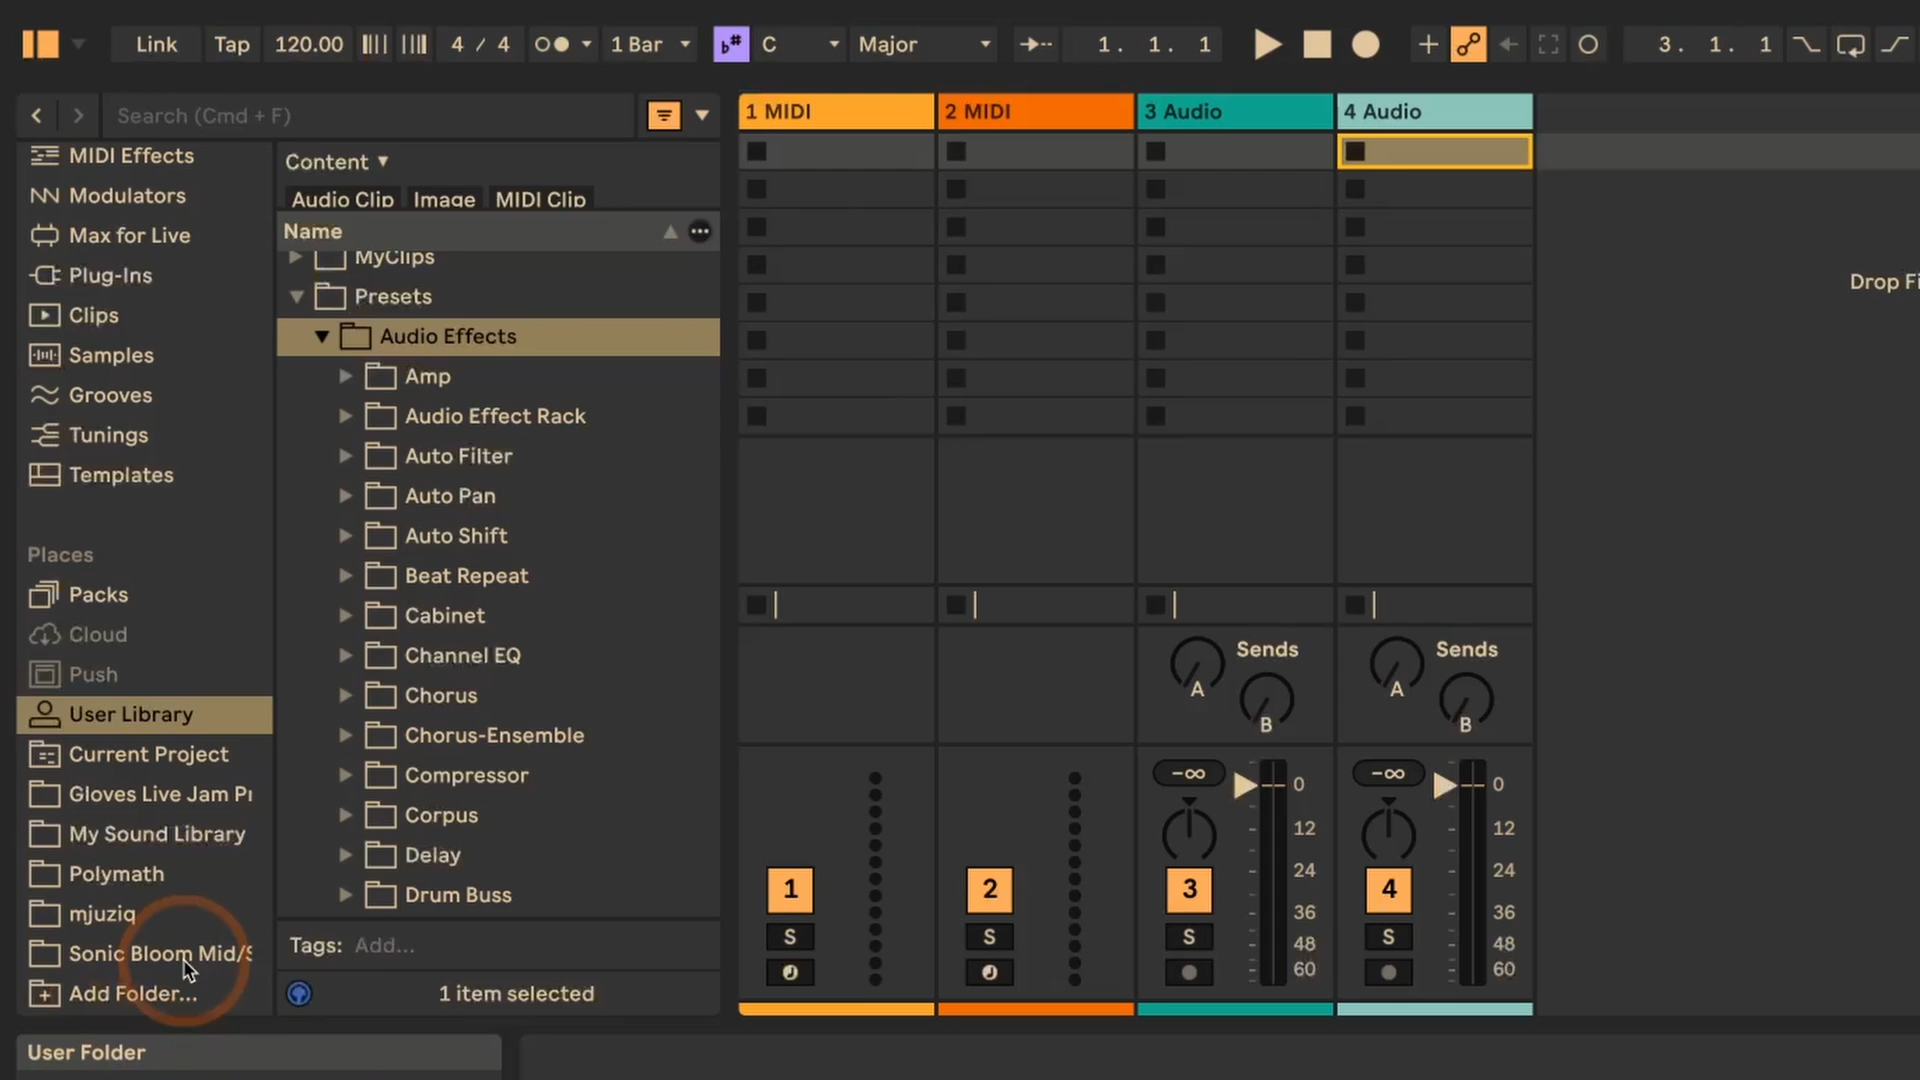 Link Tap 120.00 4 / 4 1 Bar C Major 1. 1. 1 3. 1. 1
Search (Cmd + F)
MIDI Effects
Modulators
Max for Live
Plug-Ins
Clips
Samples
Grooves
Tunings
Templates
Places
Packs
Cloud
Push
User Library
Current Project
Gloves Live Jam Pr
My Sound Library
Polymath
mjuziq
Sonic Bloom Mid/S
Add Folder...
Content
Audio Clip Image MIDI Clip
Name
MyClips
Presets
Audio Effects
Amp
Audio Effect Rack
Auto Filter
Auto Pan
Auto Shift
Beat Repeat
Cabinet
Channel EQ
Chorus
Chorus-Ensemble
Compressor
Corpus
Delay
Drum Buss
Tags: Add...
1 item selected
1 MIDI 2 MIDI 3 Audio 4 Audio
Drop Fi
Sends Sends
A A
B B
-∞ 0 -∞ 0
12 12
24 24
1 2 3 4
36 36
S S S S
48 48
60 60
User Folder